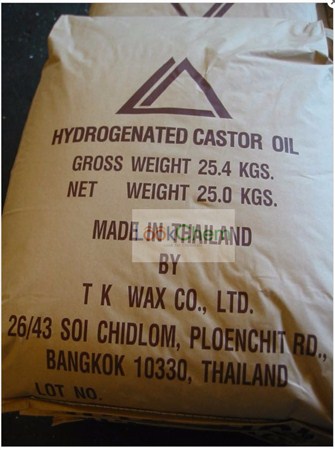 HYDROGENATED CASTOR OIL
GROSS WEIGHT 25.4 KGS.
NET WEIGHT 25.0 KGS.
MADE IN THAILAND
BY
T K WAX CO., LTD.
26/43 SOI CHIDLOM, PLOENCHIT RD.,
BANGKOK 10330, THAILAND
LOT NO.